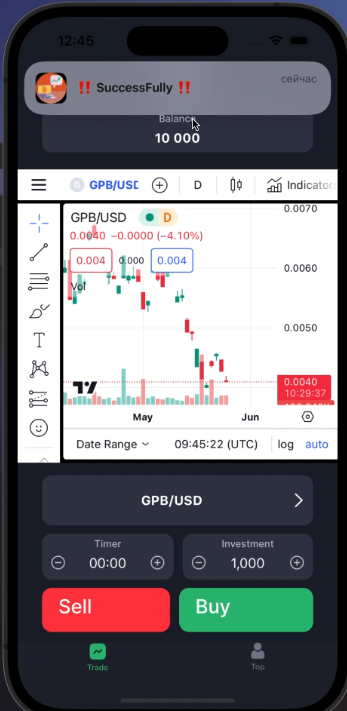 12:45
‼️ SuccessFully ‼️
сейчас
Balance
10 000
GPB/USD
D
Indicator
GPB/USD D
0.0040 −0.0000 (−4.10%)
0.004 0.000 0.004
Vol
0.0070
0.0060
0.0050
0.0040
10:29:37
May Jun
Date Range 09:45:22 (UTC) log auto
GPB/USD
Timer
00:00
Investment
1,000
Sell
Buy
Trade
Top